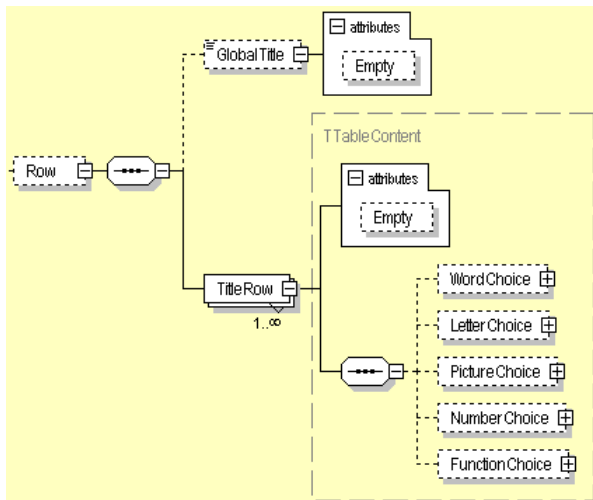 attributes
GlobalTitle
Empty
TTableContent
Row
attributes
Empty
TitleRow
1..∞
WordChoice
LetterChoice
PictureChoice
NumberChoice
FunctionChoice